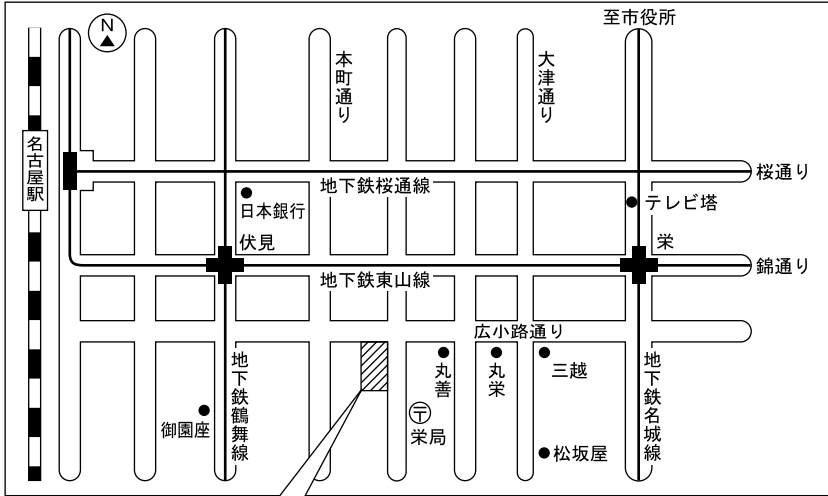 至市役所
N
本町通り
大津通り
名古屋駅
地下鉄桜通線
桜通り
日本銀行
テレビ塔
伏見
栄
地下鉄東山線
錦通り
広小路通り
地下鉄鶴舞線
丸善
丸栄
三越
地下鉄名城線
御園座
〒
栄局
松坂屋